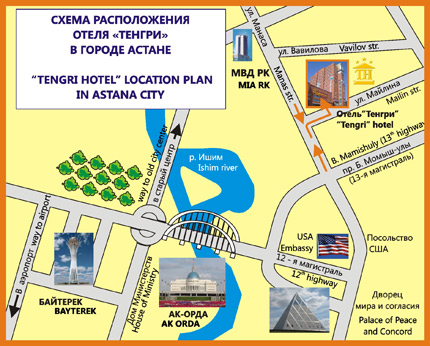 СХЕМА РАСПОЛОЖЕНИЯ
ОТЕЛЯ «ТЕНГРИ»
В ГОРОДЕ АСТАНЕ
“TENGRI HOTEL” LOCATION PLAN
IN ASTANA CITY
ул. Манаса
Manas str.
ул. Вавилова
Vavilov str.
МВД РК
MIA RK
TH
ул. Майлина
Mailin str.
Отель"Тенгри"
"Tengri" hotel
B. Mamishuly (13th highway)
пр. Б. Момыш-улы
(13-я магистраль)
way to old city center
в старый центр
р. Ишим
Ishim river
way to airport
в аэропорт
БАЙТЕРЕК
BAYTEREK
Дом Министерств
House of Ministry
АК-ОРДА
AK ORDA
USA
Embassy
Посольство
США
12 - я магистраль
12th highway
Дворец
мира и согласия
Palace of Peace
and Concord